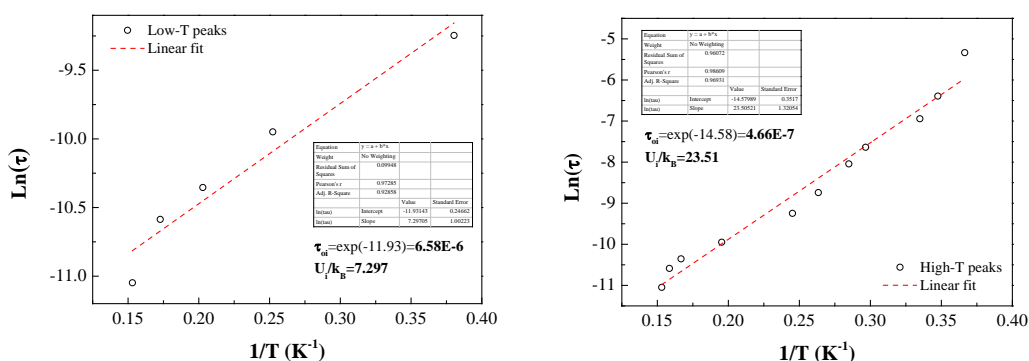 Low-T peaks
Linear fit
-9.5
-10.0
-10.5
-11.0
Ln(τ)
Equation y = a + b*x
Weight No Weighting
Residual Sum of Squares 0.09948
Pearson's r 0.97285
Adj. R-Square 0.92858
Value Standard Error
ln(tau) Intercept -11.93143 0.24662
ln(tau) Slope 7.29705 1.00223
τoi=exp(-11.93)=6.58E-6
Ui/kB=7.297
0.15 0.20 0.25 0.30 0.35 0.40
1/T (K-1)
-5
-6
-7
-8
-9
-10
-11
Ln(τ)
Equation y = a + b*x
Weight No Weighting
Residual Sum of Squares 0.96072
Pearson's r 0.98609
Adj. R-Square 0.96931
Value Standard Error
ln(tau) Intercept -14.57989 0.3517
ln(tau) Slope 23.50521 1.32054
τoi=exp(-14.58)=4.66E-7
Ui/kB=23.51
High-T peaks
Linear fit
0.15 0.20 0.25 0.30 0.35 0.40
1/T (K-1)